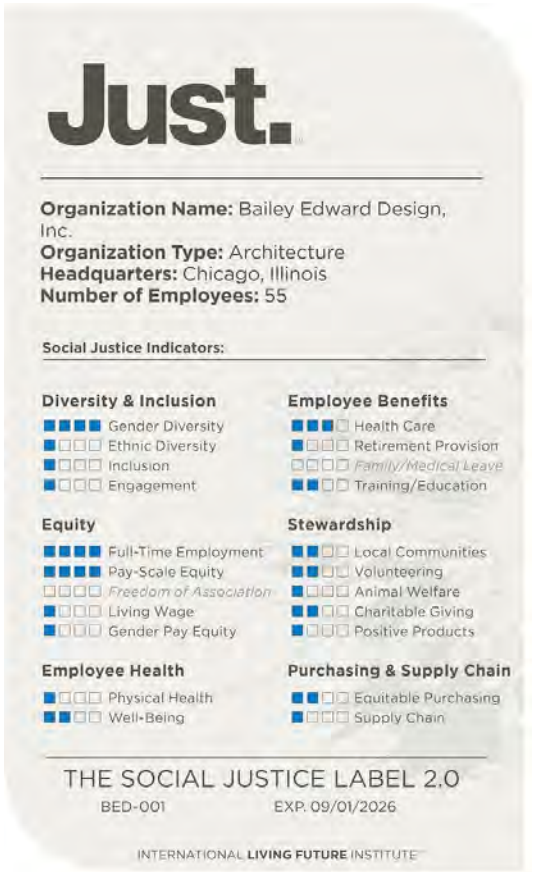 Just.
Organization Name: Bailey Edward Design,
Inc.
Organization Type: Architecture
Headquarters: Chicago, Illinois
Number of Employees: 55
Social Justice Indicators:
Diversity & Inclusion
Gender Diversity
Ethnic Diversity
Inclusion
Engagement
Equity
Full-Time Employment
Pay-Scale Equity
Freedom of Association
Living Wage
Gender Pay Equity
Employee Health
Physical Health
Well-Being
Employee Benefits
Health Care
Retirement Provision
Family/Medical Leave
Training/Education
Stewardship
Local Communities
Volunteering
Animal Welfare
Charitable Giving
Positive Products
Purchasing & Supply Chain
Equitable Purchasing
Supply Chain
THE SOCIAL JUSTICE LABEL 2.0
BED-001 EXP. 09/01/2026
INTERNATIONAL LIVING FUTURE INSTITUTE